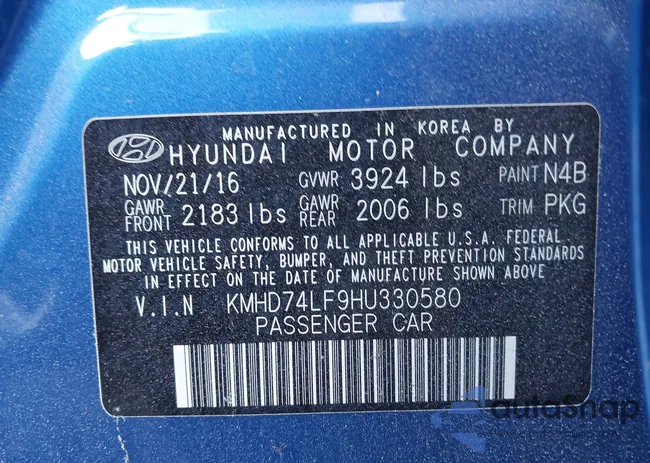 MANUFACTURED IN KOREA BY
HYUNDAI MOTOR COMPANY
NOV/21/16 GVWR 3924 lbs PAINT N4B
GAWR FRONT 2183 lbs GAWR REAR 2006 lbs TRIM PKG
THIS VEHICLE CONFORMS TO ALL APPLICABLE U.S.A. FEDERAL
MOTOR VEHICLE SAFETY, BUMPER, AND THEFT PREVENTION STANDARDS
IN EFFECT ON THE DATE OF MANUFACTURE SHOWN ABOVE
V.I.N KMHD74LF9HU330580
PASSENGER CAR
autoSnap